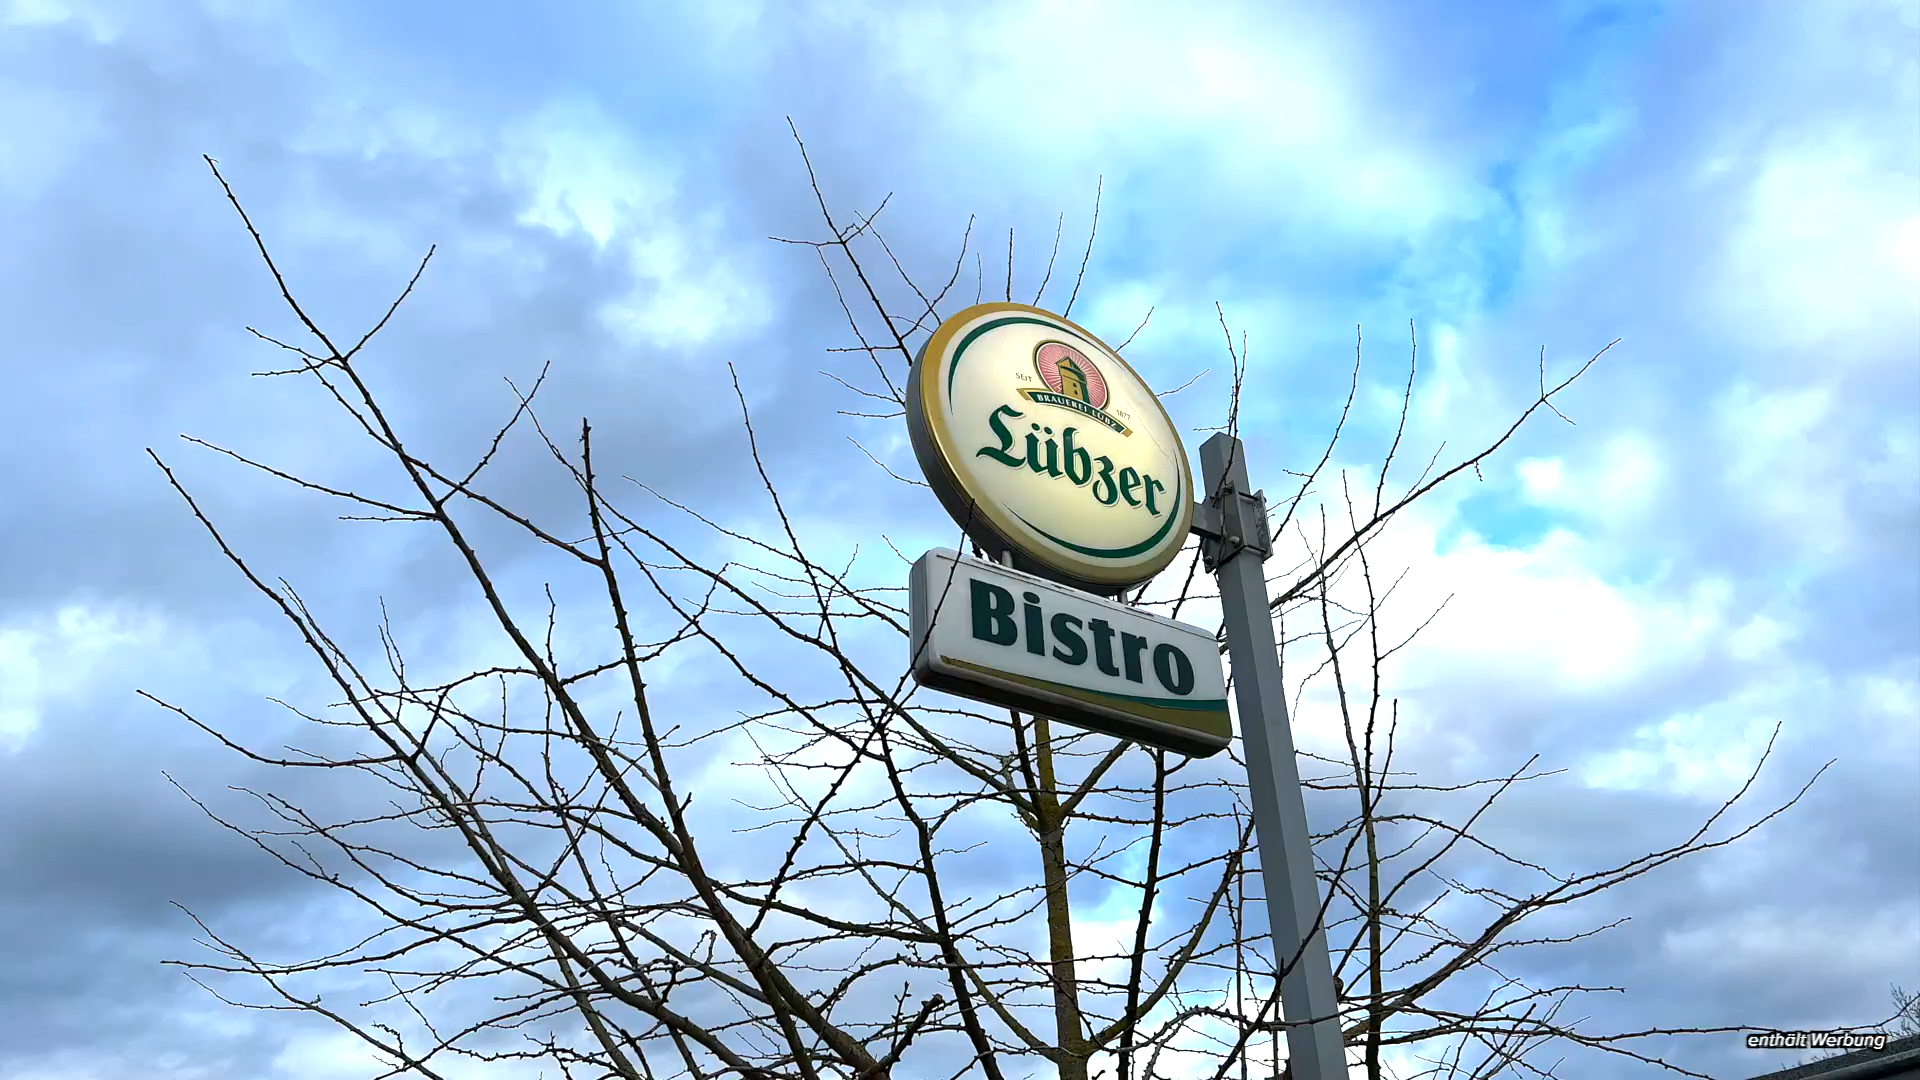 SEIT 1877
BRAUEREI LÜBZ
Lübzer
Bistro
enthält Werbung